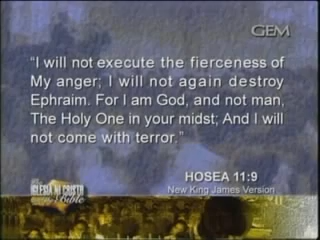 GEM
“I will not execute the fierceness of
My anger; I will not again destroy
Ephraim. For I am God, and not man,
The Holy One in your midst; And I will
not come with terror.”
HOSEA 11:9
New King James Version
IGLESIA NI CRISTO
Bible